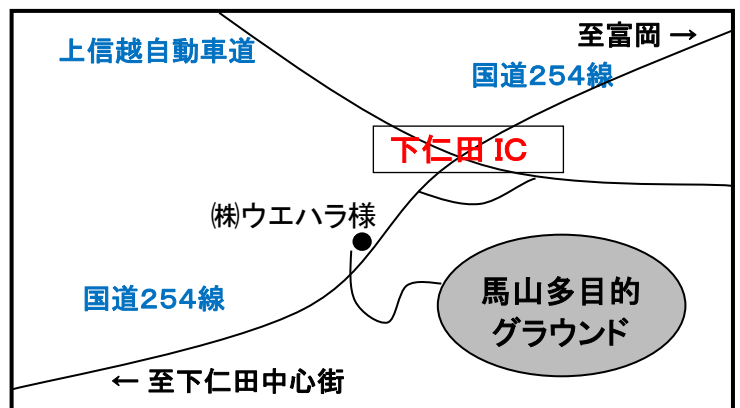 至富岡 →
上信越自動車道
国道254線
下仁田 IC
㈱ウエハラ様
馬山多目的
グラウンド
国道254線
← 至下仁田中心街